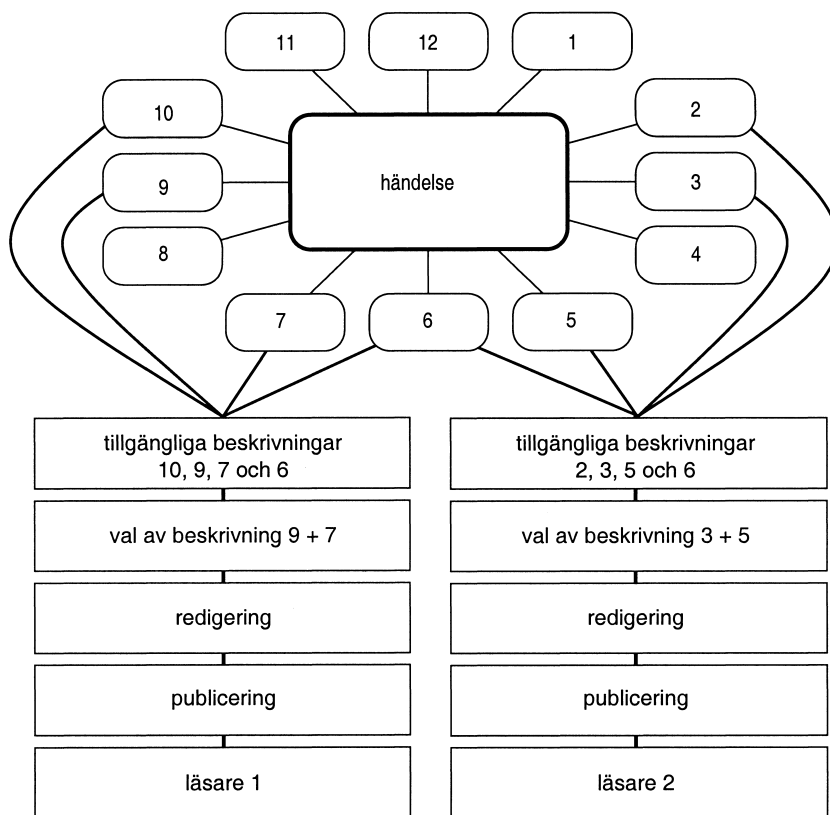 11
12
1
10
2
9
händelse
3
8
4
7
6
5
tillgängliga beskrivningar
10, 9, 7 och 6
tillgängliga beskrivningar
2, 3, 5 och 6
val av beskrivning 9 + 7
val av beskrivning 3 + 5
redigering
redigering
publicering
publicering
läsare 1
läsare 2